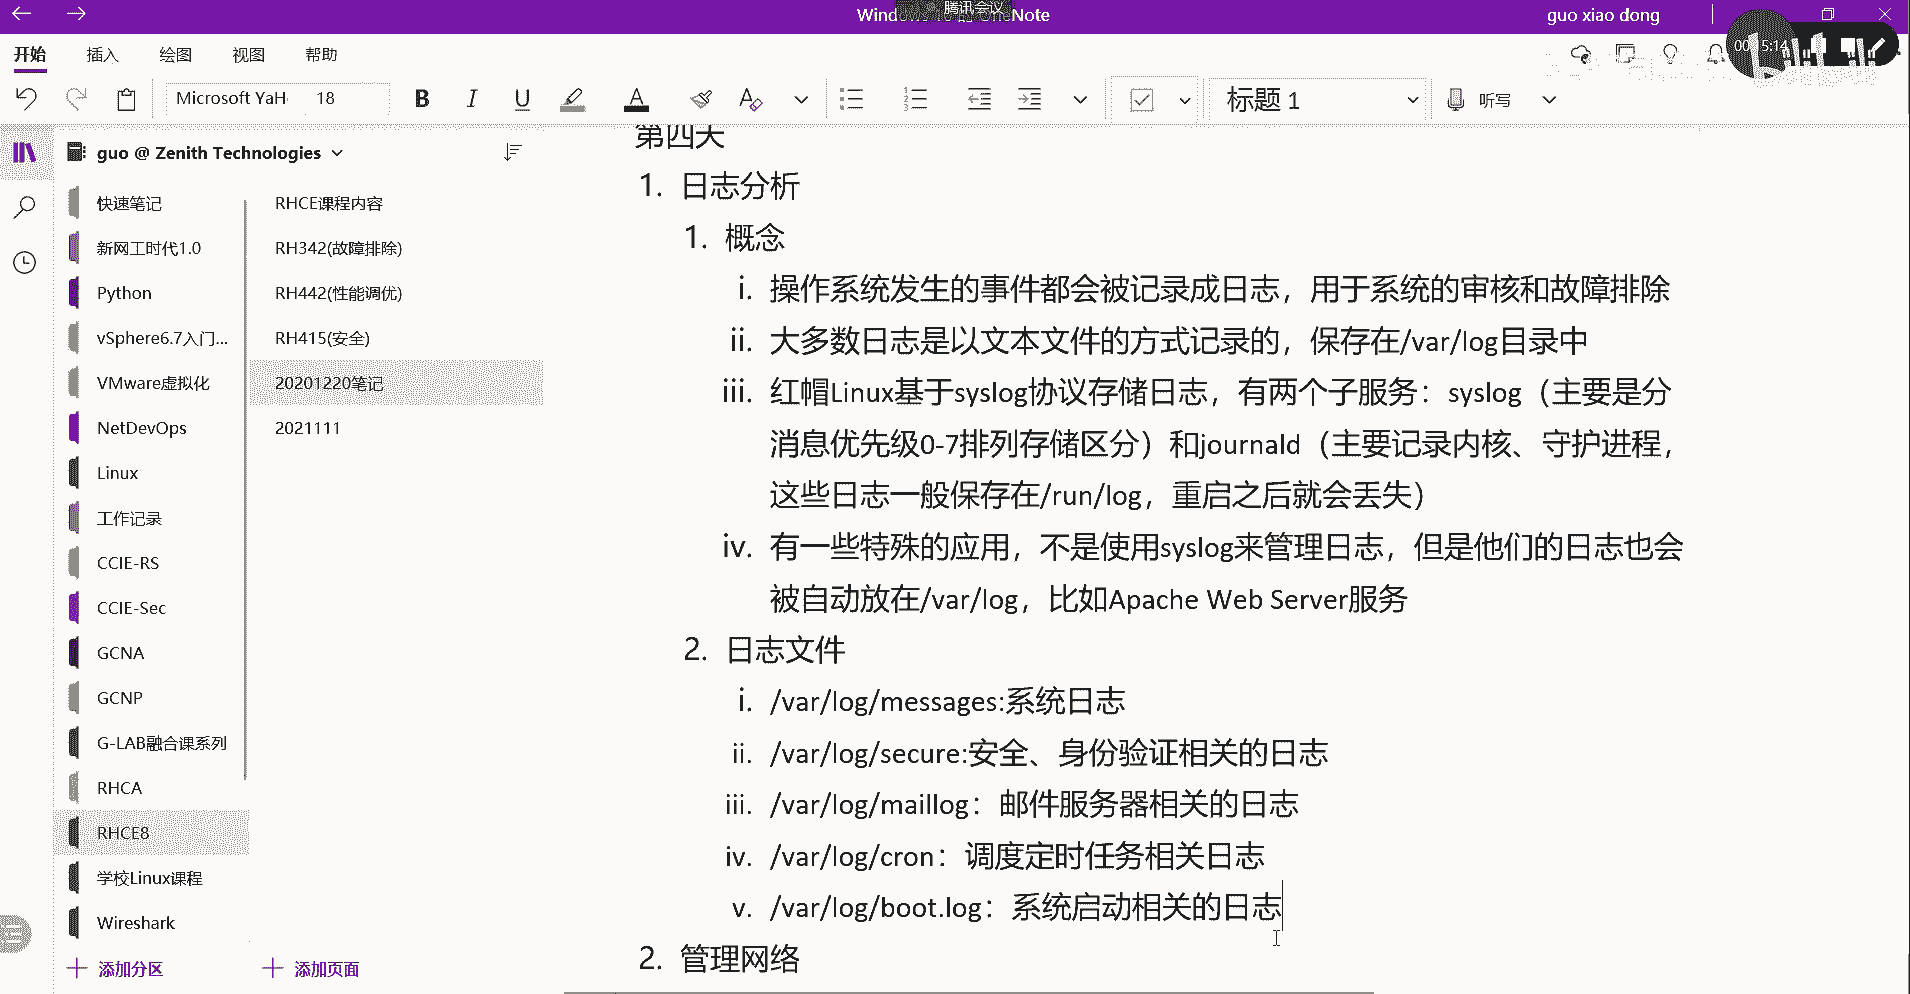 腾讯会议
guo xiao dong
开始 插入 绘图 视图 帮助
Microsoft YaH 18 B I U A 标题 1 听写
guo @ Zenith Technologies
快速笔记
新网工时代1.0
Python
vSphere6.7入门...
VMware虚拟化
NetDevOps
Linux
工作记录
CCIE-RS
CCIE-Sec
GCNA
GCNP
G-LAB融合课系列
RHCA
RHCE8
学校Linux课程
Wireshark
添加分区
RHCE课程内容
RH342(故障排除)
RH442(性能调优)
RH415(安全)
20201220笔记
2021111
添加页面
第四天
1. 日志分析
1. 概念
i. 操作系统发生的事件都会被记录成日志，用于系统的审核和故障排除
ii. 大多数日志是以文本文件的方式记录的，保存在/var/log目录中
iii. 红帽Linux基于syslog协议存储日志，有两个子服务：syslog（主要是分
消息优先级0-7排列存储区分）和journald（主要记录内核、守护进程，
这些日志一般保存在/run/log，重启之后就会丢失）
iv. 有一些特殊的应用，不是使用syslog来管理日志，但是他们的日志也会
被自动放在/var/log，比如Apache Web Server服务
2. 日志文件
i. /var/log/messages:系统日志
ii. /var/log/secure:安全、身份验证相关的日志
iii. /var/log/maillog：邮件服务器相关的日志
iv. /var/log/cron：调度定时任务相关日志
v. /var/log/boot.log：系统启动相关的日志
2. 管理网络